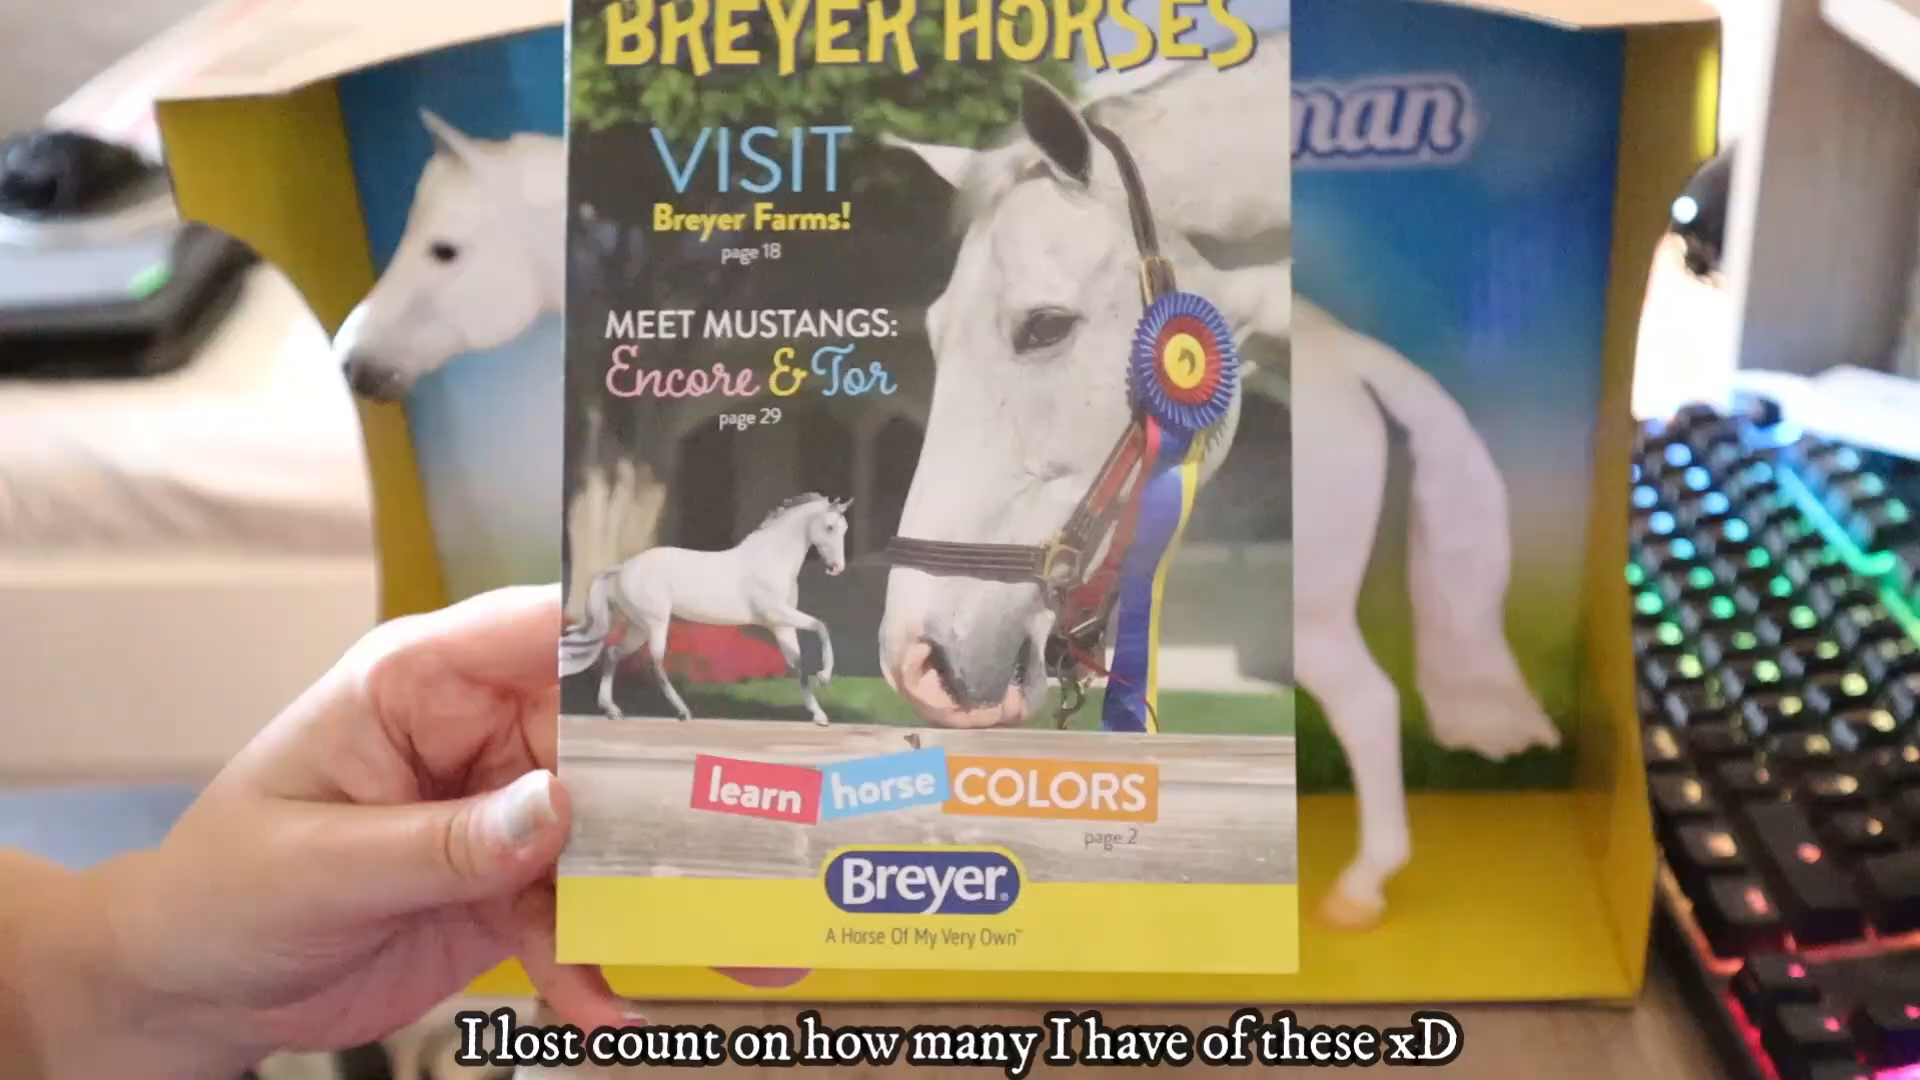 BREYER HORSES
VISIT
Breyer Farms!
page 18
MEET MUSTANGS:
Encore & Tor
page 29
man
learn horse COLORS
page 2
Breyer®
A Horse Of My Very Own™
I lost count on how many I have of these xD